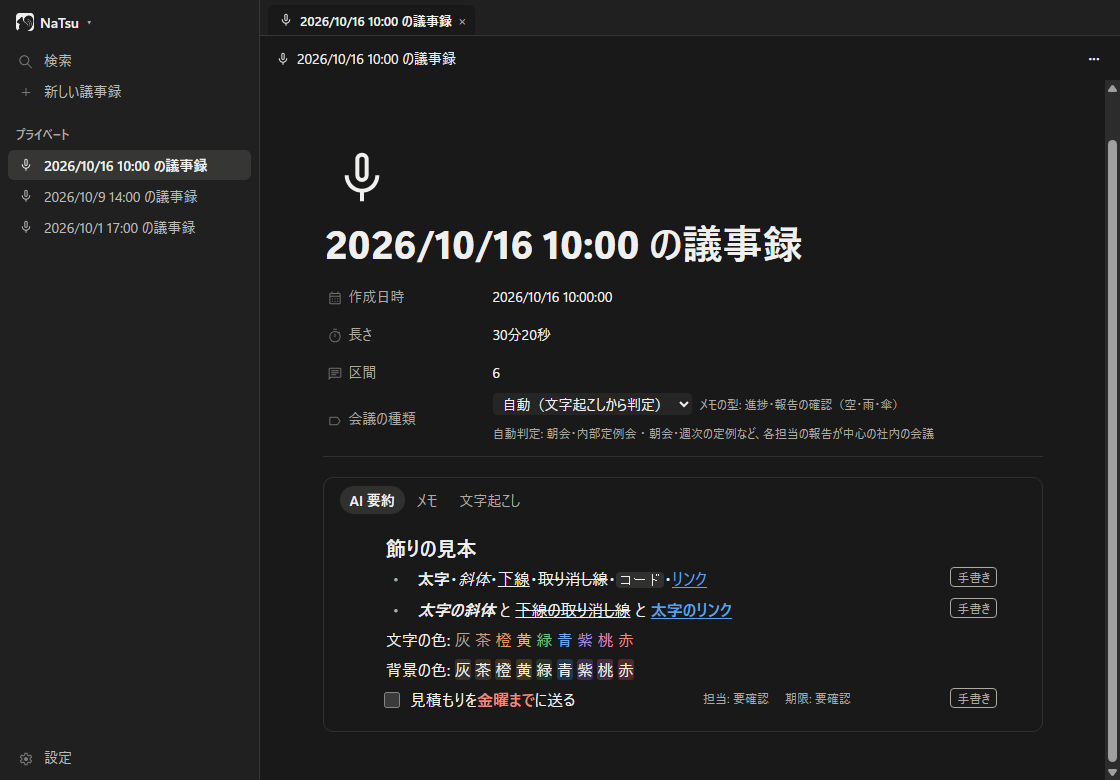 NaTsu
検索
新しい議事録
プライベート
2026/10/16 10:00 の議事録
2026/10/9 14:00 の議事録
2026/10/1 17:00 の議事録
設定
2026/10/16 10:00 の議事録 ×
2026/10/16 10:00 の議事録
2026/10/16 10:00 の議事録
作成日時 2026/10/16 10:00:00
長さ 30分20秒
区間 6
会議の種類 自動（文字起こしから判定） メモの型: 進捗・報告の確認（空・雨・傘）
自動判定: 朝会・内部定例会 · 朝会・週次の定例など、各担当の報告が中心の社内の会議
AI 要約 メモ 文字起こし
飾りの見本
• 太字・斜体・下線・取り消し線・コード・リンク 手書き
• 太字の斜体 と 下線の取り消し線 と 太字のリンク 手書き
文字の色: 灰 茶 橙 黄 緑 青 紫 桃 赤
背景の色: 灰 茶 橙 黄 緑 青 紫 桃 赤
見積もりを金曜までに送る 担当: 要確認 期限: 要確認 手書き